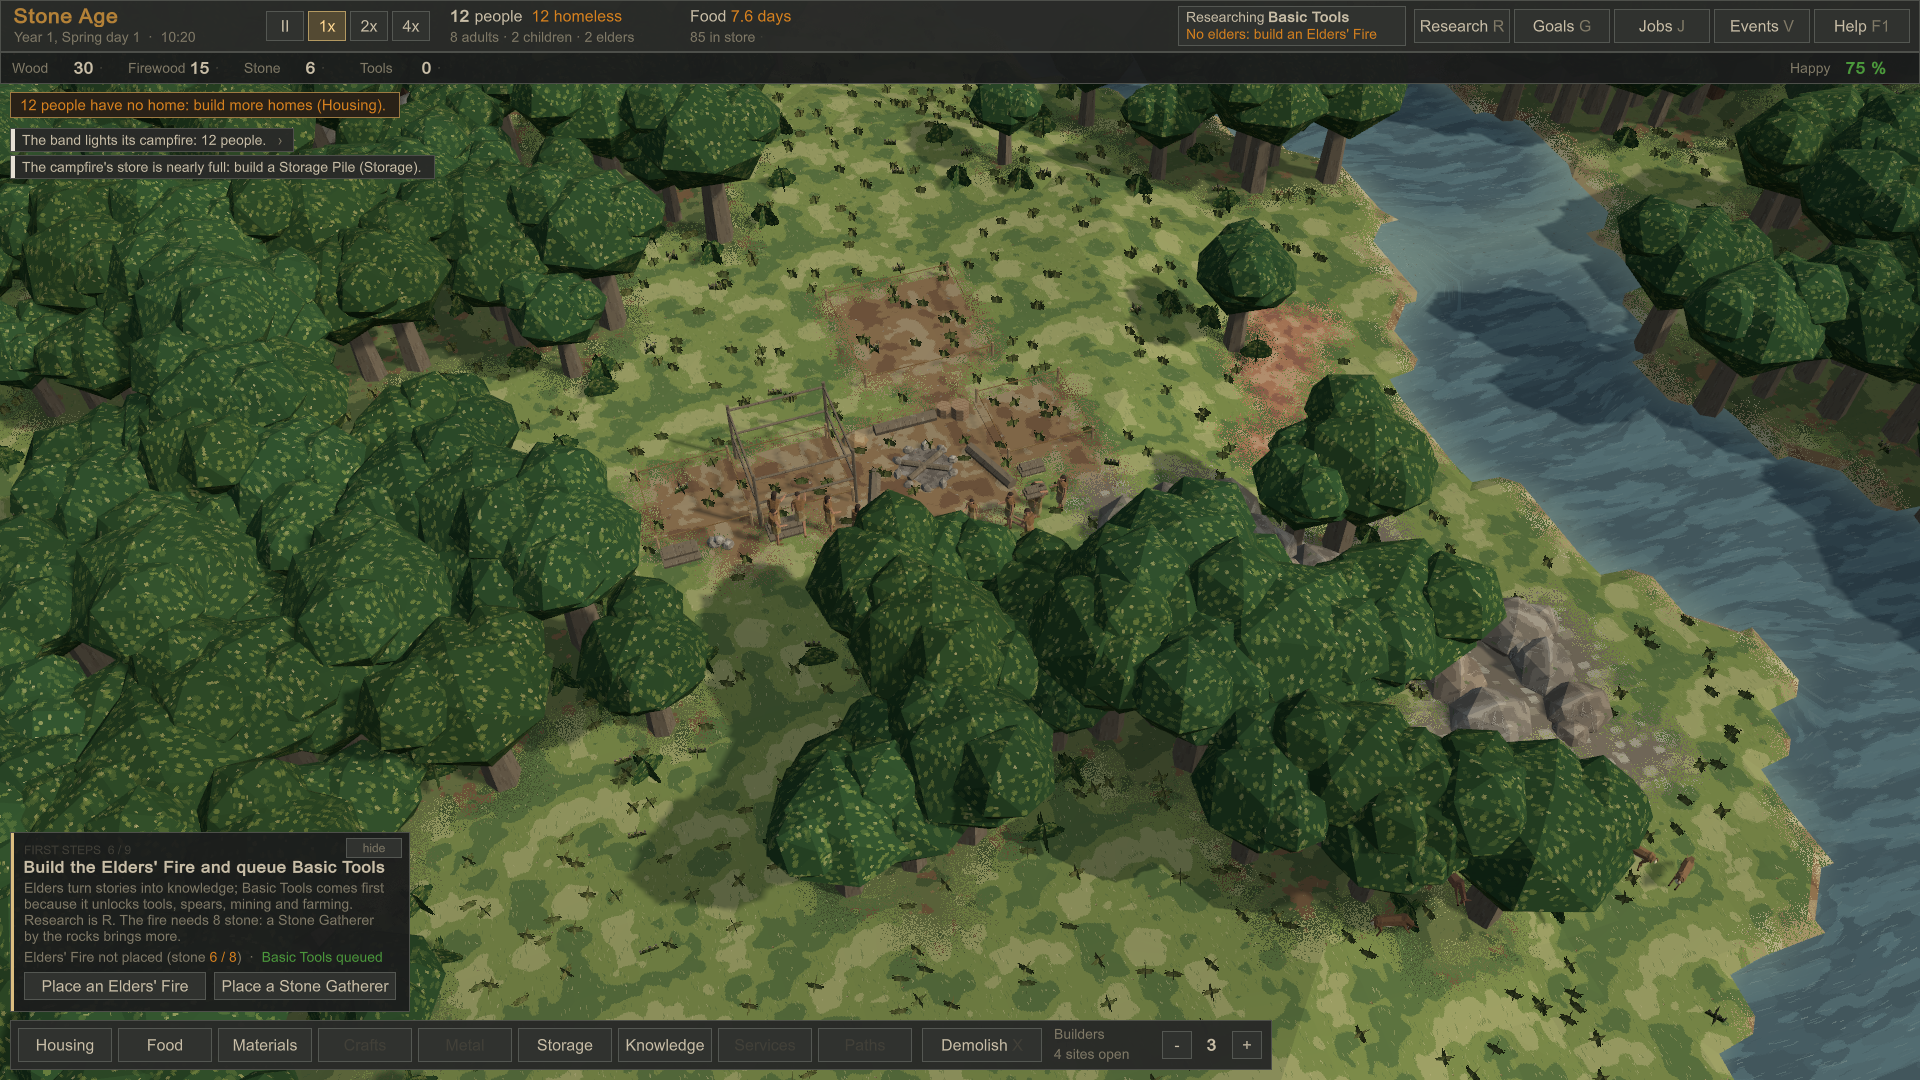 Stone Age
Year 1, Spring day 1 · 10:20
II 1x 2x 4x
12 people 12 homeless
8 adults · 2 children · 2 elders
Food 7.6 days
85 in store
Researching Basic Tools
No elders: build an Elders' Fire
Research R
Goals G
Jobs J
Events V
Help F1
Wood 30
Firewood 15
Stone 6
Tools 0
Happy 75 %
12 people have no home: build more homes (Housing).
The band lights its campfire: 12 people. ›
The campfire's store is nearly full: build a Storage Pile (Storage).
FIRST STEPS 6 / 9
hide
Build the Elders' Fire and queue Basic Tools
Elders turn stories into knowledge; Basic Tools comes first
because it unlocks tools, spears, mining and farming.
Research is R. The fire needs 8 stone: a Stone Gatherer
by the rocks brings more.
Elders' Fire not placed (stone 6 / 8) · Basic Tools queued
Place an Elders' Fire
Place a Stone Gatherer
Housing
Food
Materials
Crafts
Metal
Storage
Knowledge
Services
Paths
Demolish X
Builders
4 sites open
- 3 +